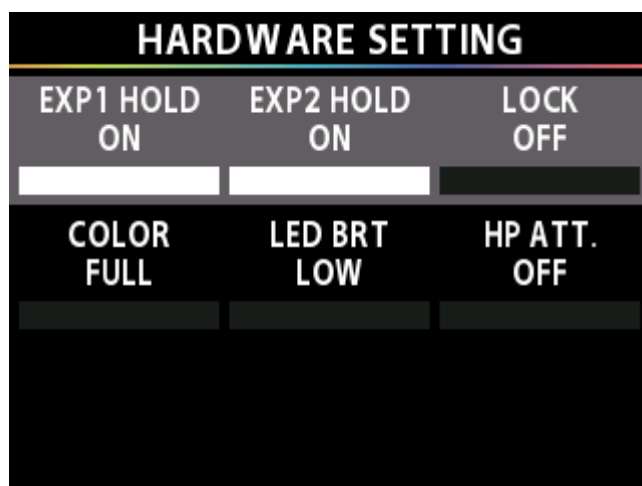 HARDWARE SETTING
EXP1 HOLD EXP2 HOLD LOCK
ON ON OFF
COLOR LED BRT HP ATT.
FULL LOW OFF